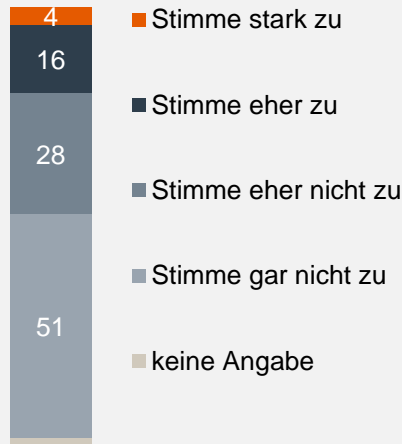 4
Stimme stark zu
16
Stimme eher zu
28
Stimme eher nicht zu
51
Stimme gar nicht zu
keine Angabe